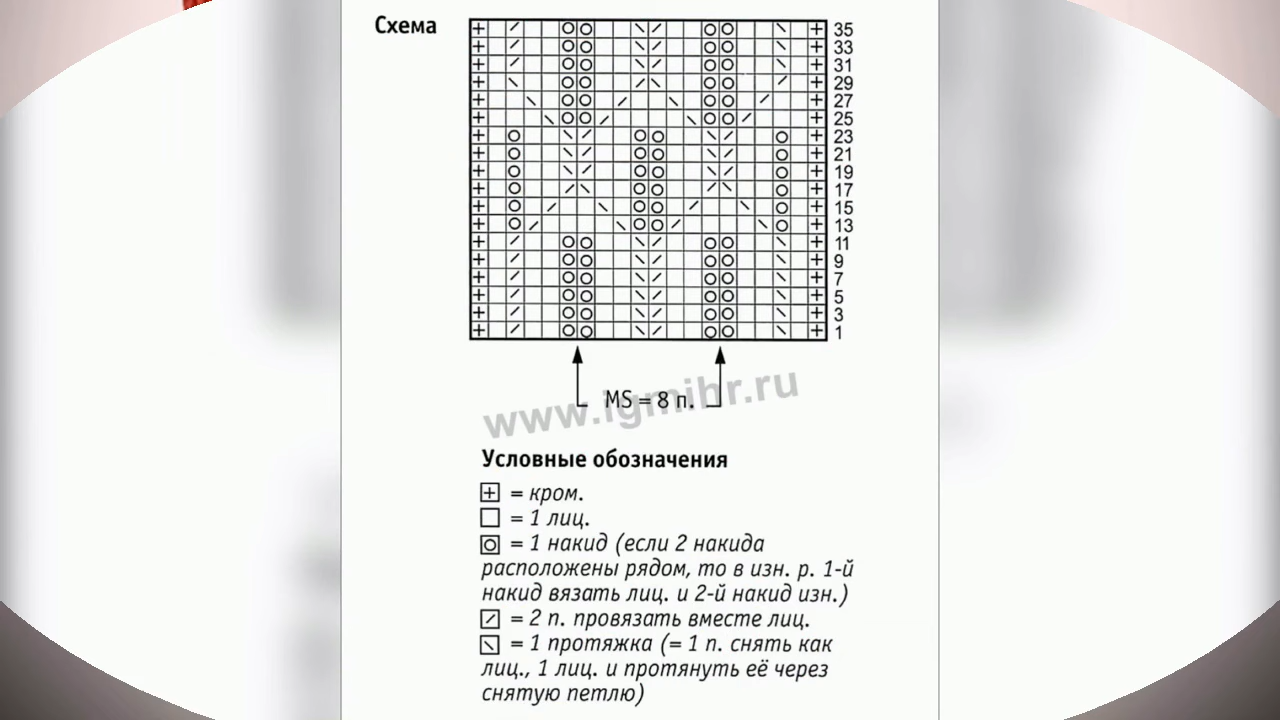 Схема
35
33
31
29
27
25
23
21
19
17
15
13
11
9
7
5
3
1
MS = 8 п.
www.igmihr.ru
Условные обозначения
+ = кром.
= 1 лиц.
O = 1 накид (если 2 накида
расположены рядом, то в изн. р. 1-й
накид вязать лиц. и 2-й накид изн.)
/ = 2 п. провязать вместе лиц.
\ = 1 протяжка (= 1 п. снять как
лиц., 1 лиц. и протянуть её через
снятую петлю)